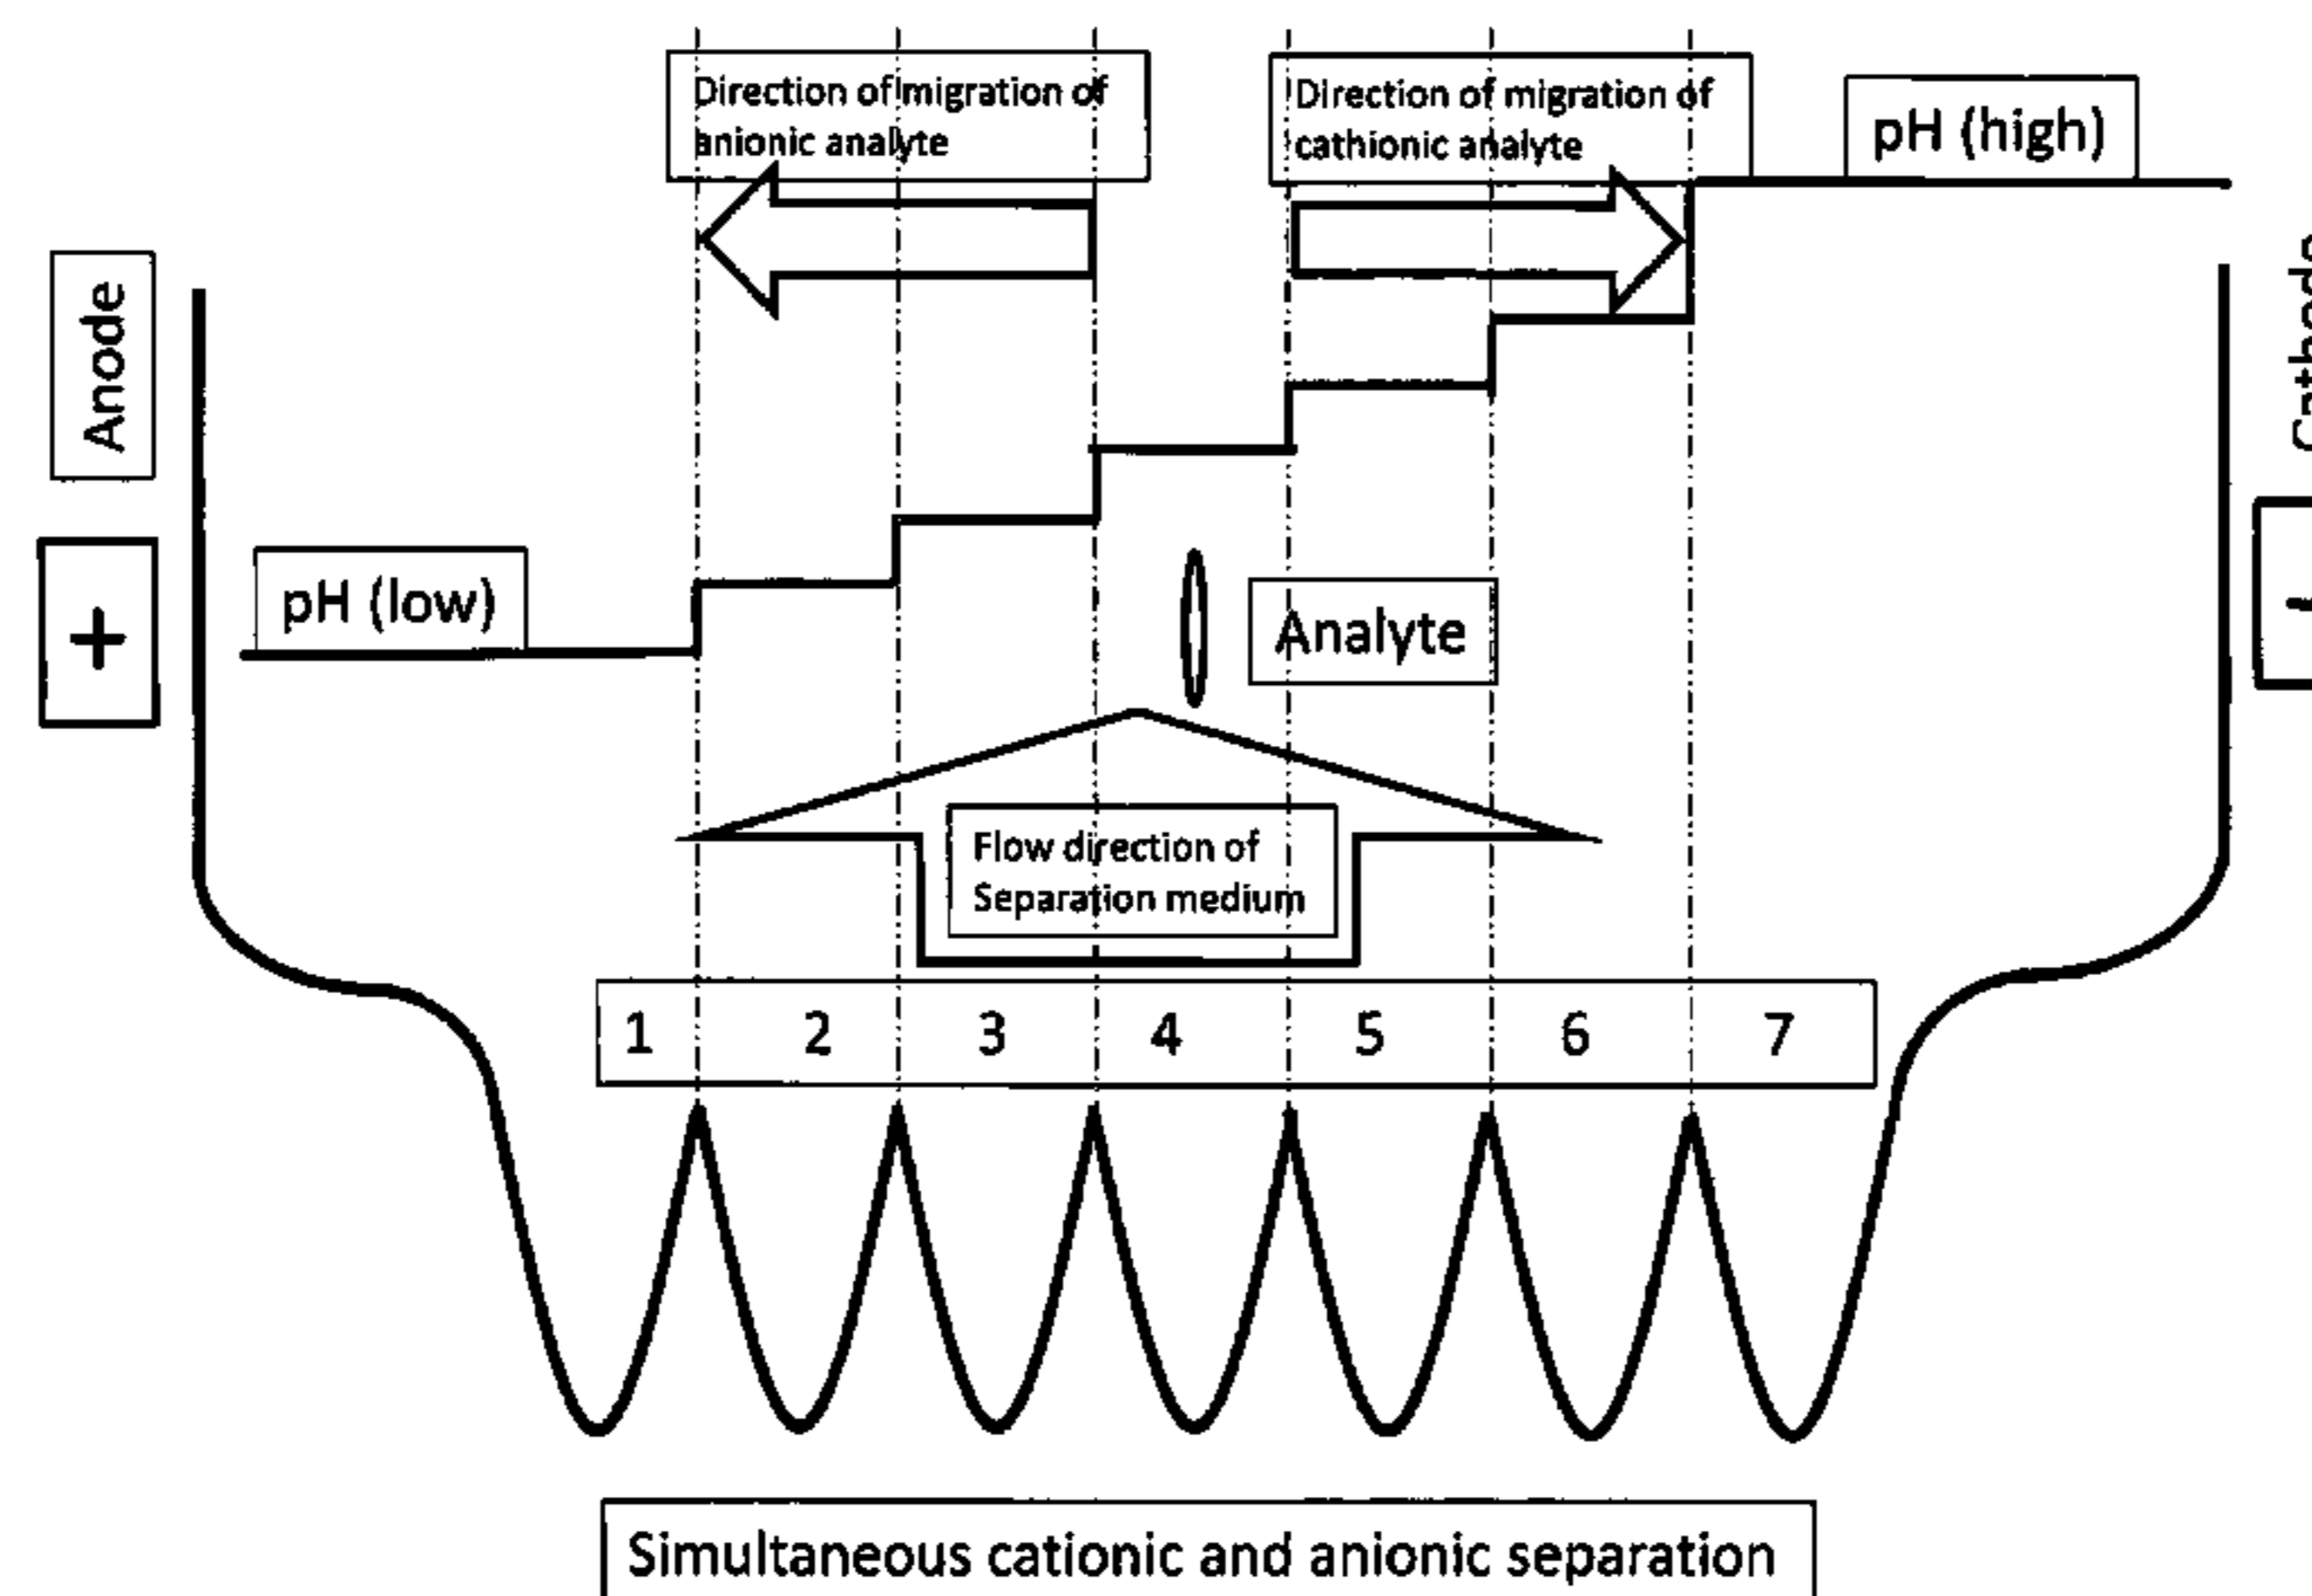 Direction of migration of
anionic analyte
Direction of migration of
cathionic analyte
pH (high)
Anode
+
pH (low)
Analyte
Flow direction of
Separation medium
1 2 3 4 5 6 7
Simultaneous cationic and anionic separation